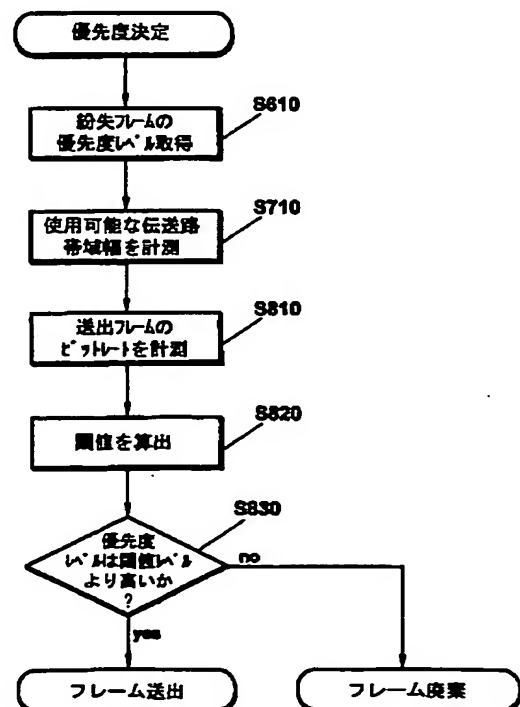 優先度決定
S610
紛失フレームの
優先度レベル取得
S710
使用可能な伝送路
帯域幅を計測
S810
送出フレームの
ビットレートを計測
S820
閾値を算出
S830
優先度
レベルは閾値レベル
より高いか
?
no
yes
フレーム送出
フレーム廃棄